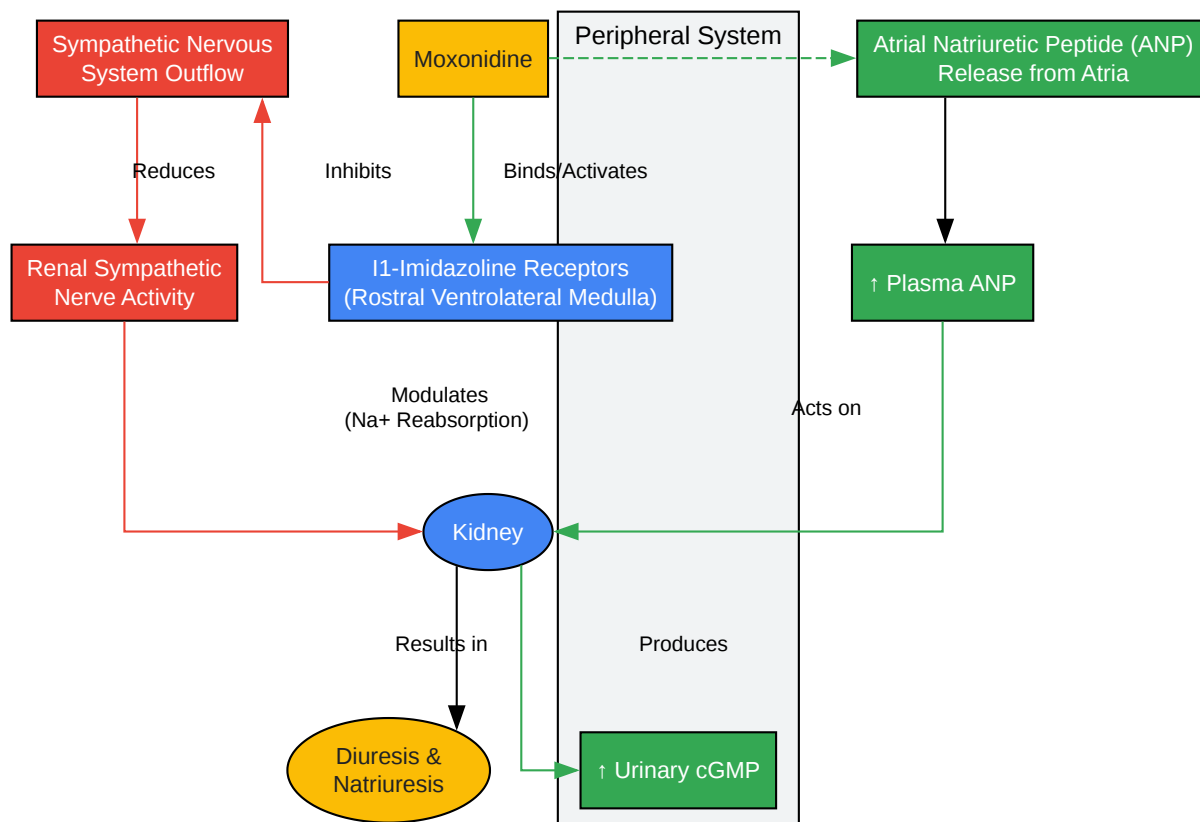 Sympathetic Nervous
System Outflow
Moxonidine
Peripheral System
Atrial Natriuretic Peptide (ANP)
Release from Atria
Reduces
Inhibits
Binds/Activates
Renal Sympathetic
Nerve Activity
I1-Imidazoline Receptors
(Rostral Ventrolateral Medulla)
↑ Plasma ANP
Modulates
(Na+ Reabsorption)
Acts on
Kidney
Results in
Produces
Diuresis &
Natriuresis
↑ Urinary cGMP